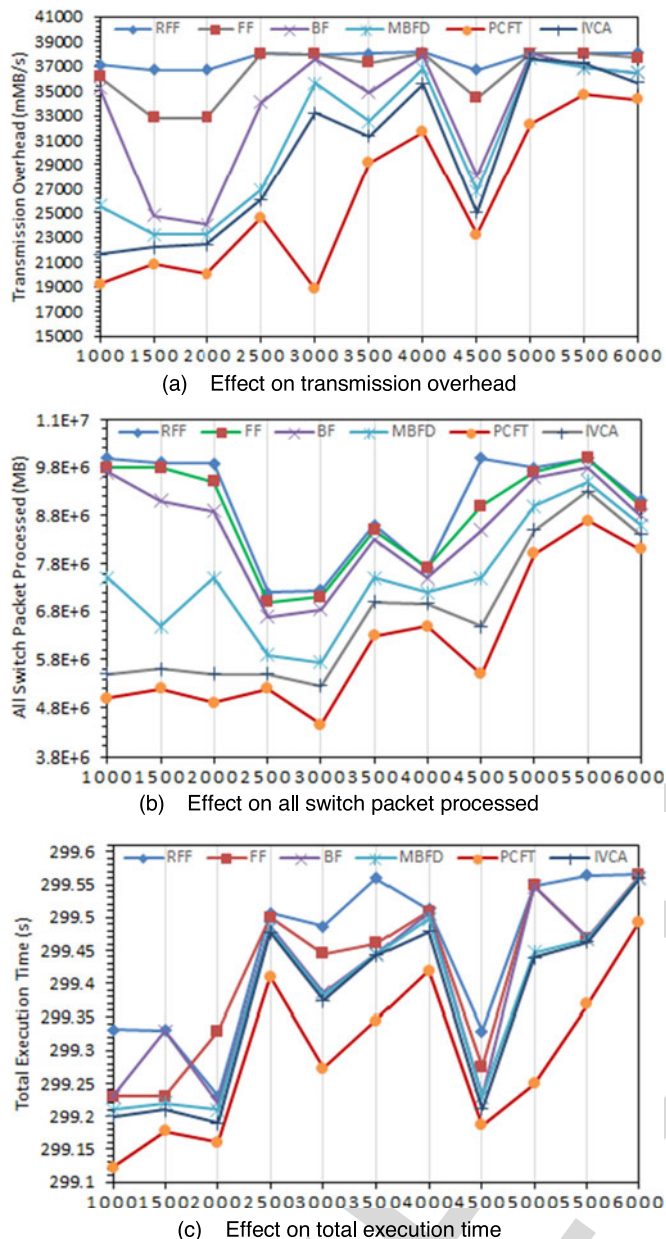 41000
39000
37000
35000
33000
31000
29000
27000
25000
23000
21000
19000
17000
15000
Transmission Overhead (mMB/s)
RFF FF BF MBFD PCFT IVCA
1000 1500 2000 2500 3000 3500 4000 4500 5000 5500 6000
(a) Effect on transmission overhead
1.1E+7
9.8E+6
8.8E+6
7.8E+6
6.8E+6
5.8E+6
4.8E+6
3.8E+6
All Switch Packet Processed (MB)
RFF FF BF MBFD PCFT IVCA
1000 1500 2000 2500 3000 3500 4000 4500 5000 5500 6000
(b) Effect on all switch packet processed
299.6
299.55
299.5
299.45
299.4
299.35
299.3
299.25
299.2
299.15
299.1
Total Execution Time (s)
RFF FF BF MBFD PCFT IVCA
1000 1500 2000 2500 3000 3500 4000 4500 5000 5500 6000
(c) Effect on total execution time